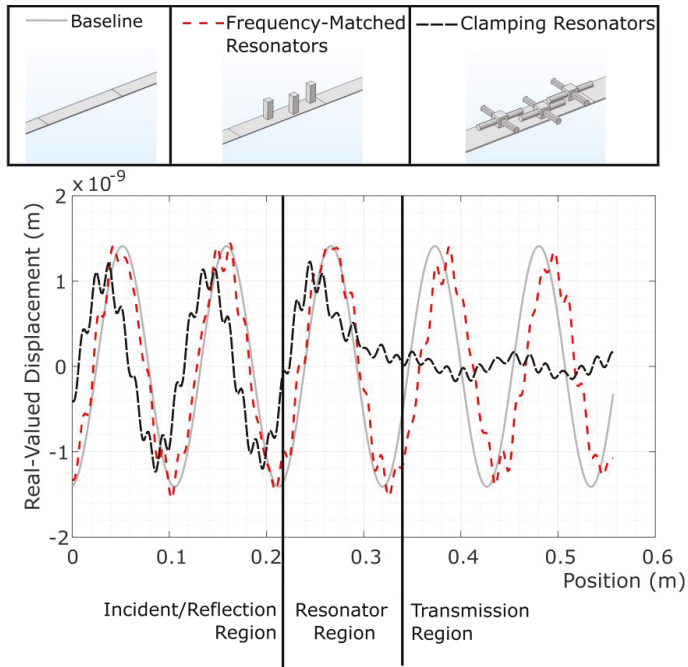 Baseline
Frequency-Matched
Resonators
Clamping Resonators
× 10⁻⁹
Real-Valued Displacement (m)
2
1
0
-1
-2
0
0.1
0.2
0.3
0.4
0.5
0.6
Position (m)
Incident/Reflection
Region
Resonator
Region
Transmission
Region